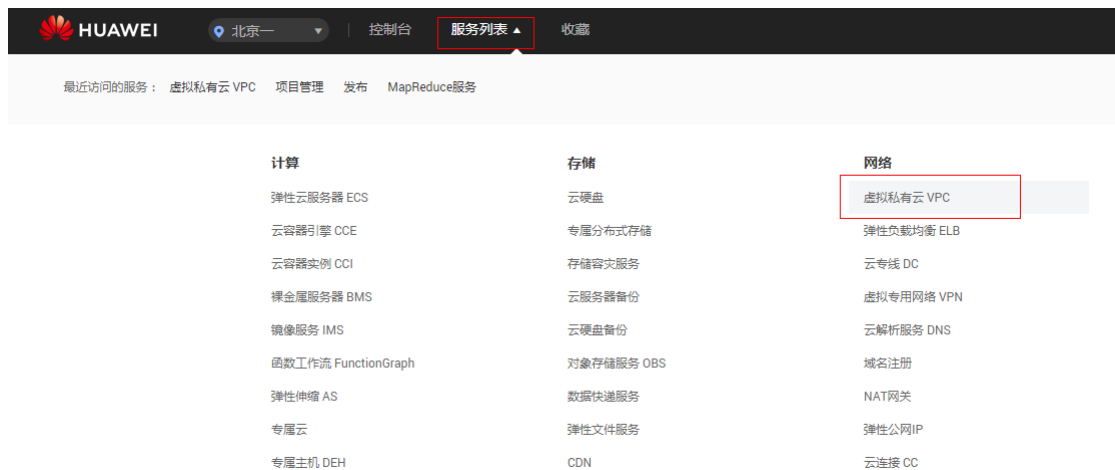 HUAWEI 北京一 控制台 服务列表 收藏
最近访问的服务： 虚拟私有云 VPC 项目管理 发布 MapReduce服务
计算 存储 网络
弹性云服务器 ECS 云硬盘 虚拟私有云 VPC
云容器引擎 CCE 专属分布式存储 弹性负载均衡 ELB
云容器实例 CCI 存储容灾服务 云专线 DC
裸金属服务器 BMS 云服务器备份 虚拟专用网络 VPN
镜像服务 IMS 云硬盘备份 云解析服务 DNS
函数工作流 FunctionGraph 对象存储服务 OBS 域名注册
弹性伸缩 AS 数据快递服务 NAT网关
专属云 弹性文件服务 弹性公网IP
专属主机 DEH CDN 云连接 CC